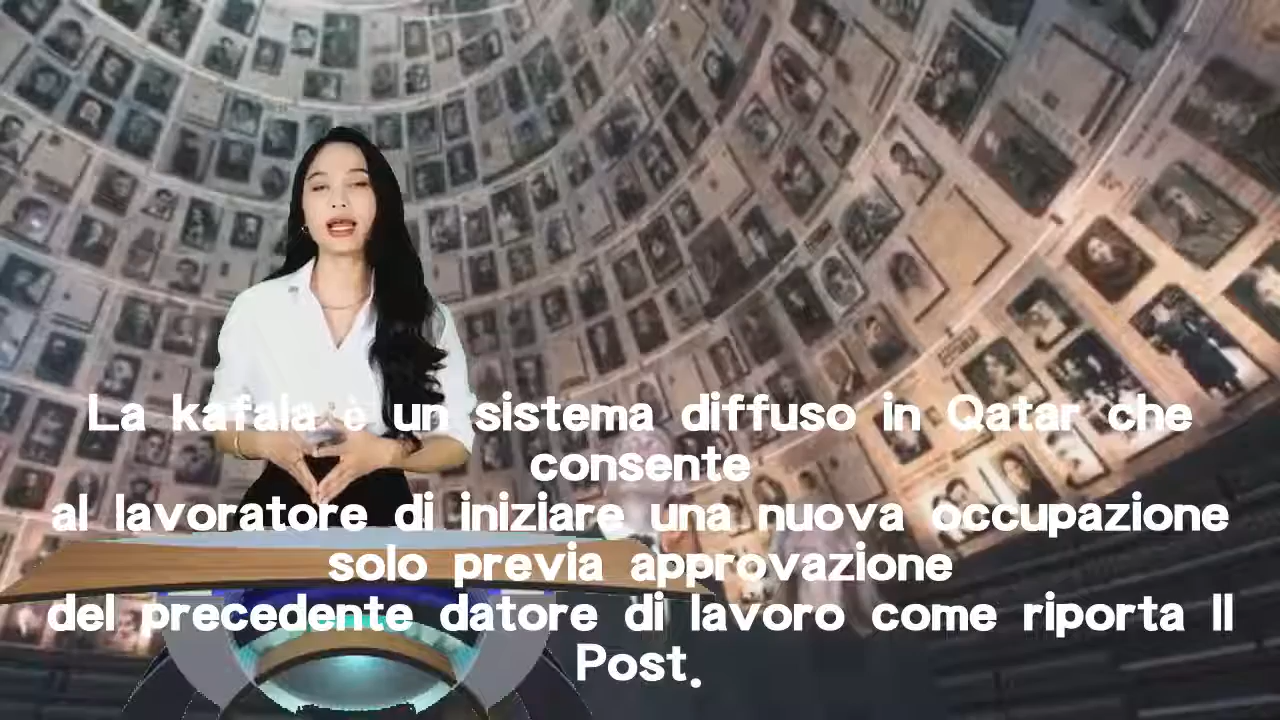 La kafala è un sistema diffuso in Qatar che
consente
al lavoratore di iniziare una nuova occupazione
solo previa approvazione
del precedente datore di lavoro come riporta Il
Post.